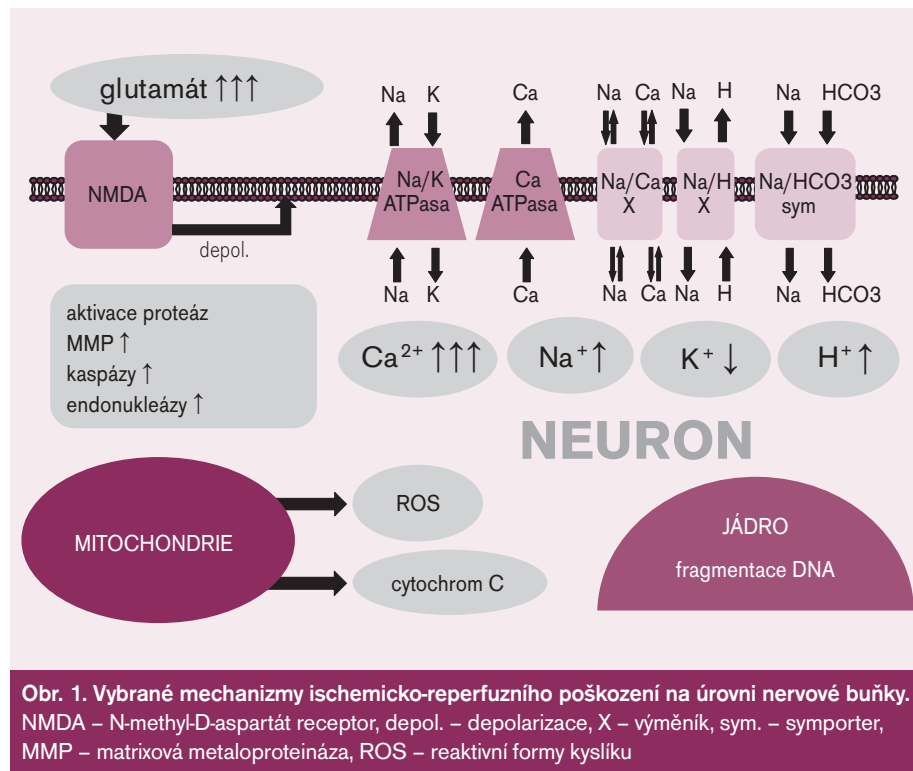 glutamát ↑↑↑
Na K Ca Na Ca Na H Na HCO3
NMDA
Na/K
ATPasa
Ca
ATPasa
Na/Ca
X
Na/H
X
Na/HCO3
sym
depol.
Na K Ca Na Ca Na H Na HCO3
aktivace proteáz
MMP ↑
kaspázy ↑
endonukleázy ↑
Ca²⁺ ↑↑↑
Na⁺ ↑
K⁺ ↓
H⁺ ↑
NEURON
MITOCHONDRIE
ROS
cytochrom C
JÁDRO
fragmentace DNA
Obr. 1. Vybrané mechanizmy ischemicko-reperfuzního poškození na úrovni nervové buňky.
NMDA – N-methyl-D-aspartát receptor, depol. – depolarizace, X – výměník, sym. – symporter,
MMP – matrixová metaloproteináza, ROS – reaktivní formy kyslíku